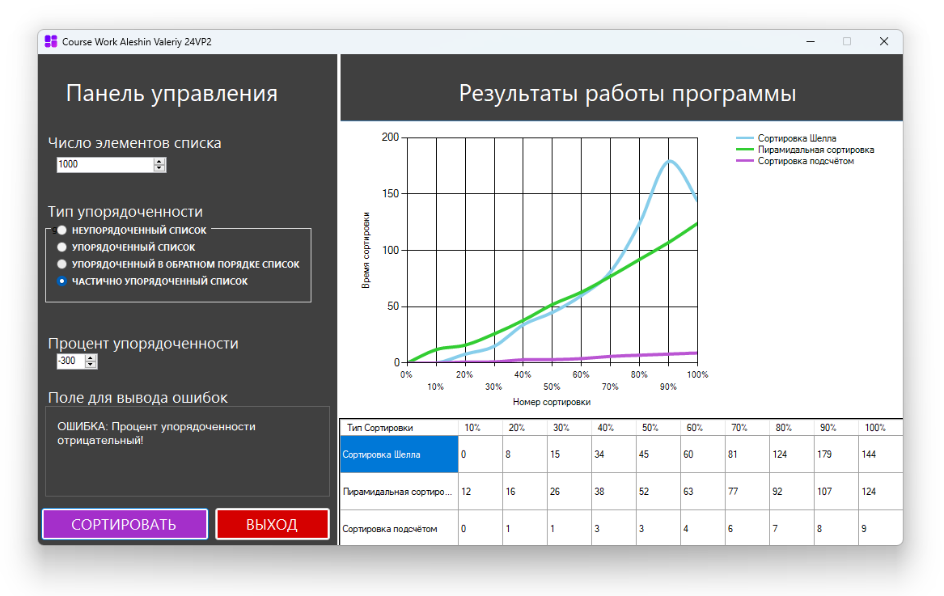 Course Work Aleshin Valeriy 24VP2
Панель управления
Число элементов списка
1000
Тип упорядоченности
НЕУПОРЯДОЧЕННЫЙ СПИСОК
УПОРЯДОЧЕННЫЙ СПИСОК
УПОРЯДОЧЕННЫЙ В ОБРАТНОМ ПОРЯДКЕ СПИСОК
ЧАСТИЧНО УПОРЯДОЧЕННЫЙ СПИСОК
Процент упорядоченности
-300
Поле для вывода ошибок
ОШИБКА: Процент упорядоченности
отрицательный!
СОРТИРОВАТЬ ВЫХОД
Результаты работы программы
200
150
100
50
0
Время сортировки
0% 20% 40% 60% 80% 100%
10% 30% 50% 70% 90%
Номер сортировки
Сортировка Шелла
Пирамидальная сортировка
Сортировка подсчётом
Тип Сортировки 10% 20% 30% 40% 50% 60% 70% 80% 90% 100%
Сортировка Шелла 0 8 15 34 45 60 81 124 179 144
Пирамидальная сортиро... 12 16 26 38 52 63 77 92 107 124
Сортировка подсчётом 0 1 1 3 3 4 6 7 8 9